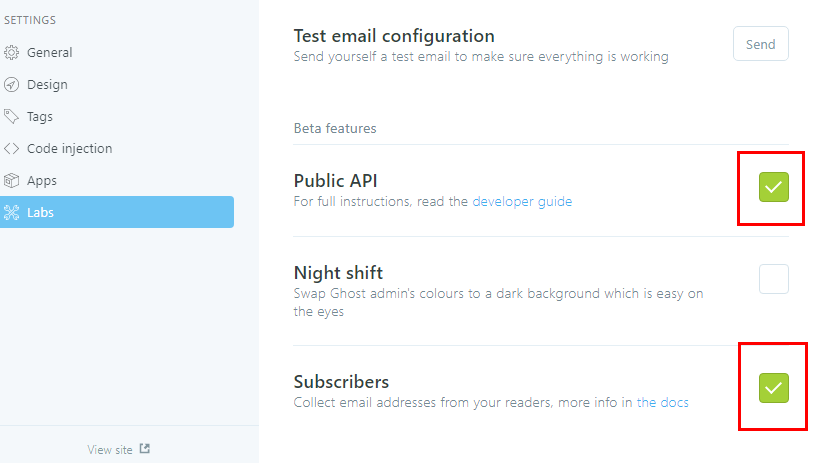 SETTINGS
General
Design
Tags
Code injection
Apps
Labs
View site
Test email configuration
Send yourself a test email to make sure everything is working
Send
Beta features
Public API
For full instructions, read the developer guide
Night shift
Swap Ghost admin's colours to a dark background which is easy on
the eyes
Subscribers
Collect email addresses from your readers, more info in the docs